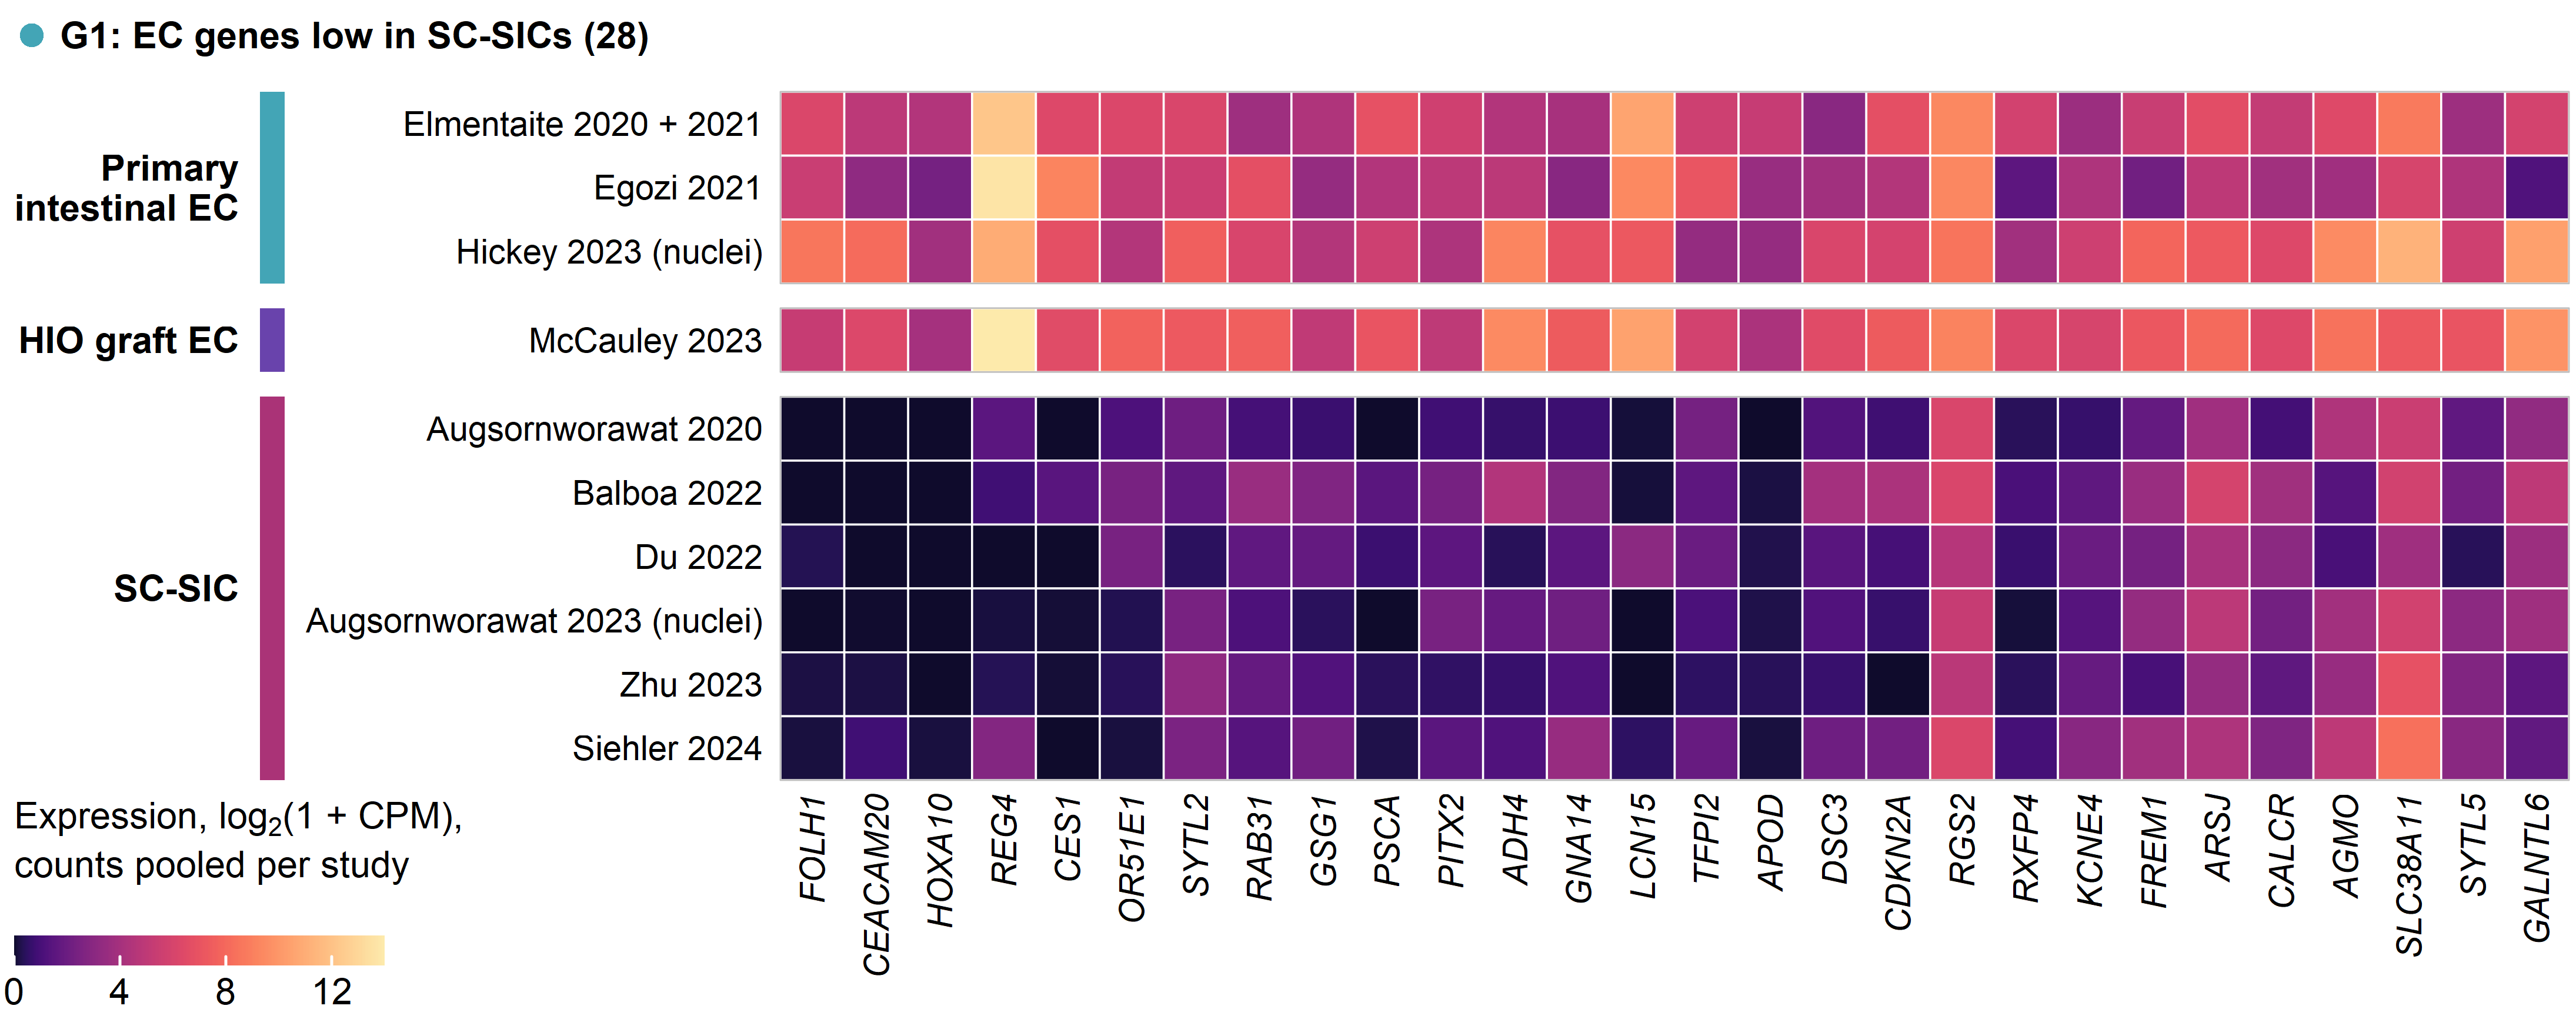 G1: EC genes low in SC-SICs (28)
Primary
intestinal EC
Elmentaite 2020 + 2021
Egozi 2021
Hickey 2023 (nuclei)
HIO graft EC
McCauley 2023
SC-SIC
Augsornworawat 2020
Balboa 2022
Du 2022
Augsornworawat 2023 (nuclei)
Zhu 2023
Siehler 2024
FOLH1
CEACAM20
HOXA10
REG4
CES1
OR51E1
SYTL2
RAB31
GSG1
PSCA
PITX2
ADH4
GNA14
LCN15
TFPI2
APOD
DSC3
CDKN2A
RGS2
RXFP4
KCNE4
FREM1
ARSJ
CALCR
AGMO
SLC38A11
SYTL5
GALNTL6
Expression, log₂(1 + CPM),
counts pooled per study
0 4 8 12